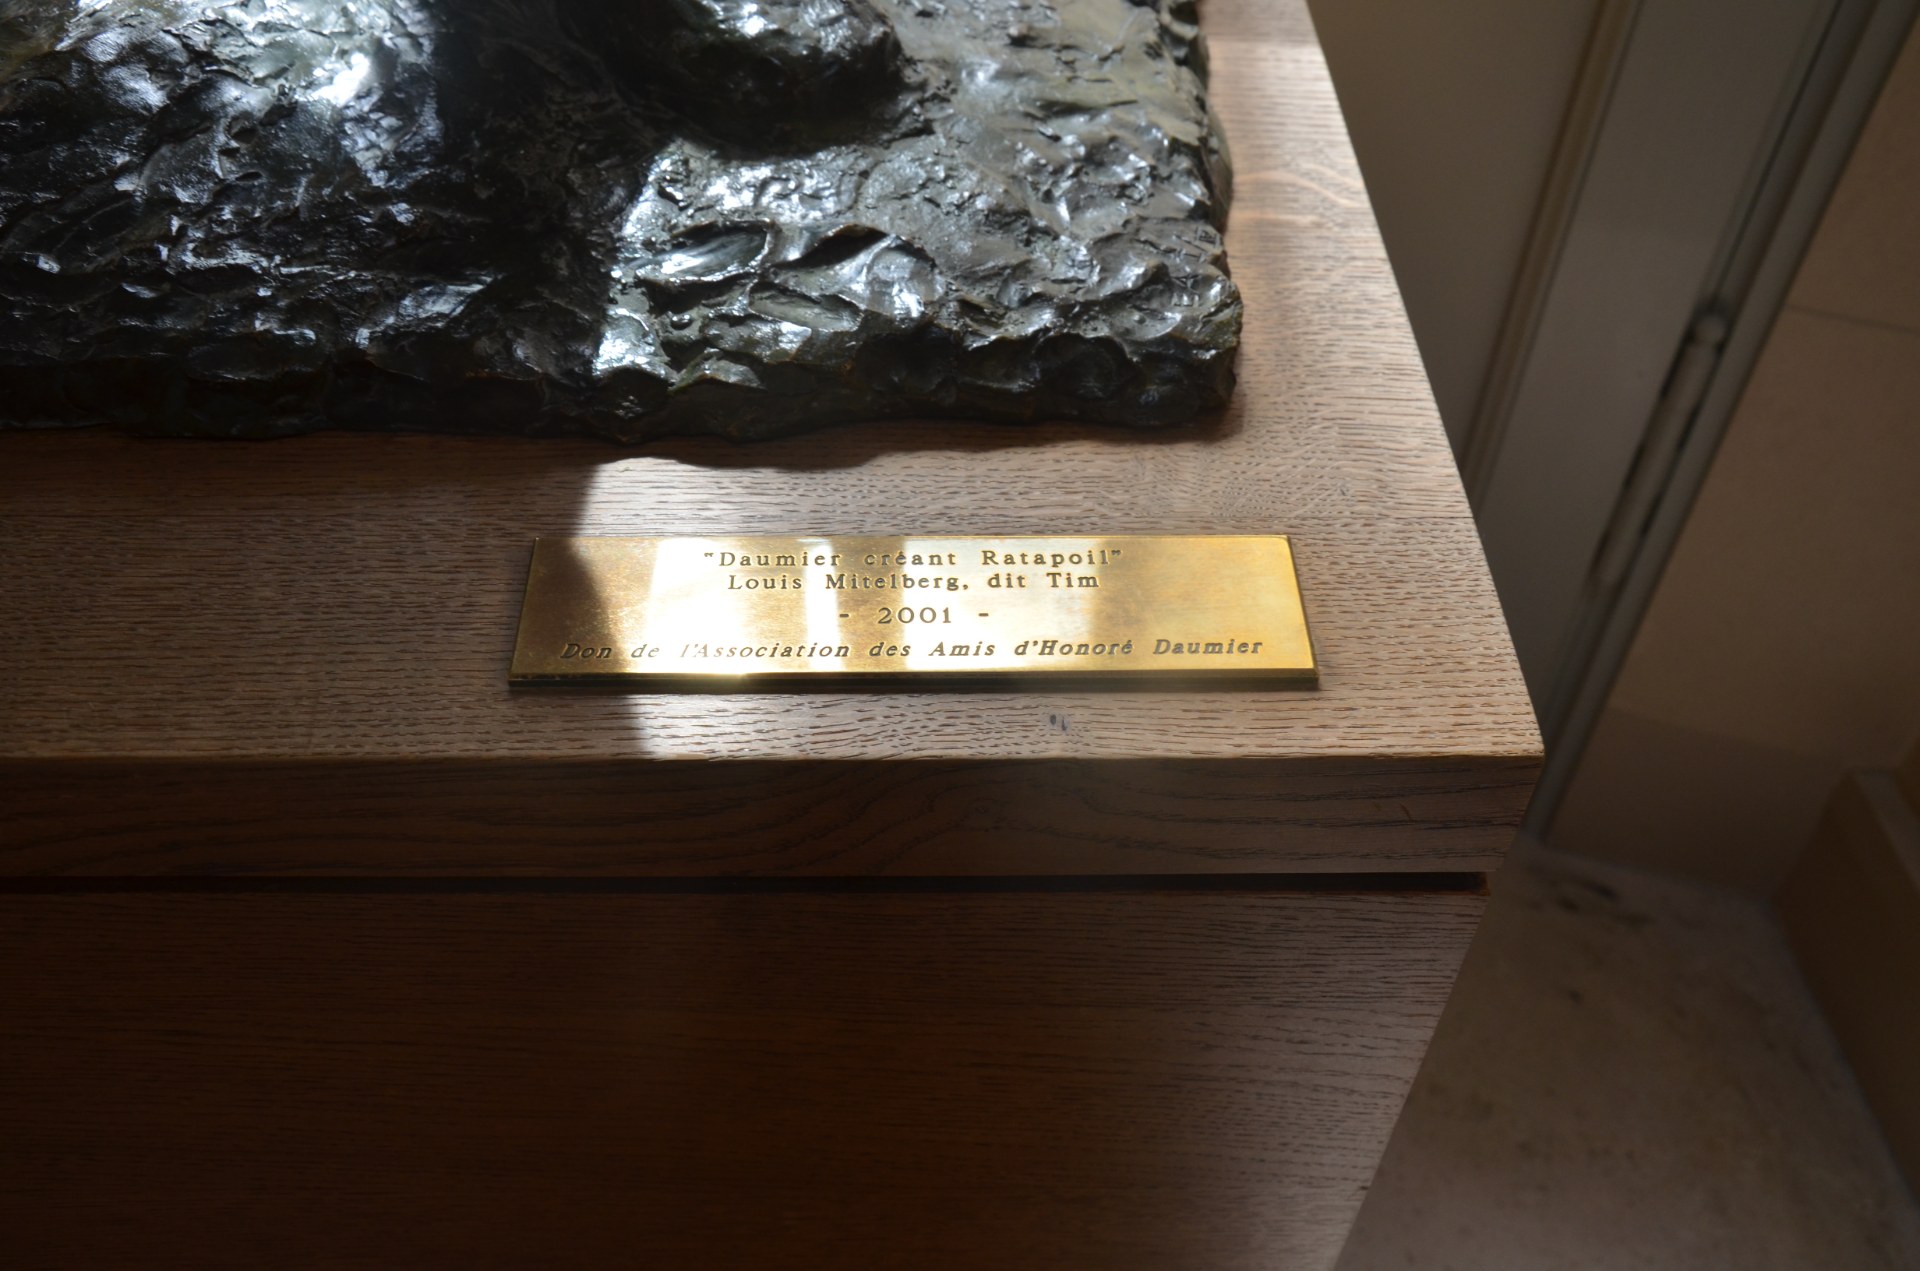 "Daumier créant Ratapoil"
Louis Mitelberg, dit Tim
- 2001 -
Don de l'Association des Amis d'Honoré Daumier